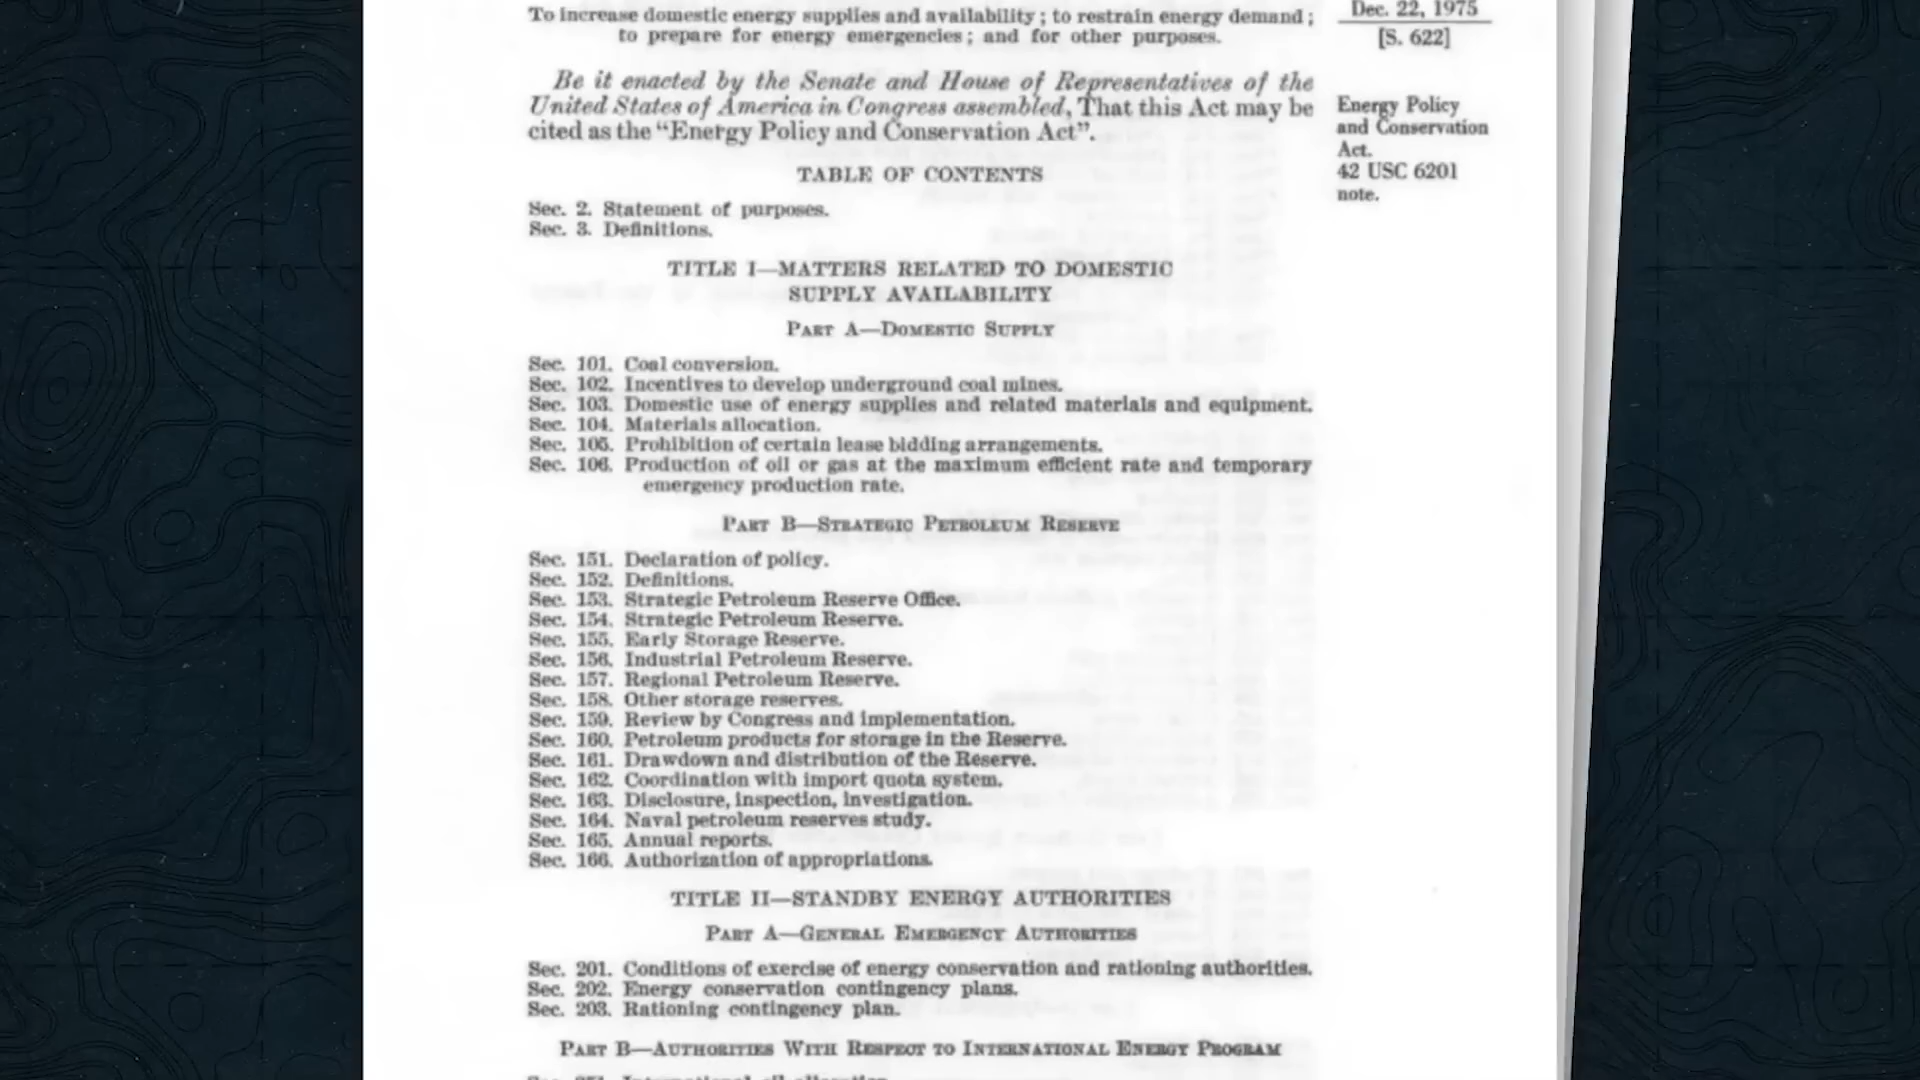 To increase domestic energy supplies and availability; to restrain energy demand;
to prepare for energy emergencies; and for other purposes.
Dec. 22, 1975
[S. 622]
Be it enacted by the Senate and House of Representatives of the
United States of America in Congress assembled, That this Act may be
cited as the “Energy Policy and Conservation Act”.
Energy Policy
and Conservation
Act.
42 USC 6201
note.
TABLE OF CONTENTS
Sec. 2. Statement of purposes.
Sec. 3. Definitions.
TITLE I—MATTERS RELATED TO DOMESTIC
SUPPLY AVAILABILITY
PART A—DOMESTIC SUPPLY
Sec. 101. Coal conversion.
Sec. 102. Incentives to develop underground coal mines.
Sec. 103. Domestic use of energy supplies and related materials and equipment.
Sec. 104. Materials allocation.
Sec. 105. Prohibition of certain lease bidding arrangements.
Sec. 106. Production of oil or gas at the maximum efficient rate and temporary
emergency production rate.
PART B—STRATEGIC PETROLEUM RESERVE
Sec. 151. Declaration of policy.
Sec. 152. Definitions.
Sec. 153. Strategic Petroleum Reserve Office.
Sec. 154. Strategic Petroleum Reserve.
Sec. 155. Early Storage Reserve.
Sec. 156. Industrial Petroleum Reserve.
Sec. 157. Regional Petroleum Reserve.
Sec. 158. Other storage reserves.
Sec. 159. Review by Congress and implementation.
Sec. 160. Petroleum products for storage in the Reserve.
Sec. 161. Drawdown and distribution of the Reserve.
Sec. 162. Coordination with import quota system.
Sec. 163. Disclosure, inspection, investigation.
Sec. 164. Naval petroleum reserves study.
Sec. 165. Annual reports.
Sec. 166. Authorization of appropriations.
TITLE II—STANDBY ENERGY AUTHORITIES
PART A—GENERAL EMERGENCY AUTHORITIES
Sec. 201. Conditions of exercise of energy conservation and rationing authorities.
Sec. 202. Energy conservation contingency plans.
Sec. 203. Rationing contingency plan.
PART B—AUTHORITIES WITH RESPECT TO INTERNATIONAL ENERGY PROGRAM